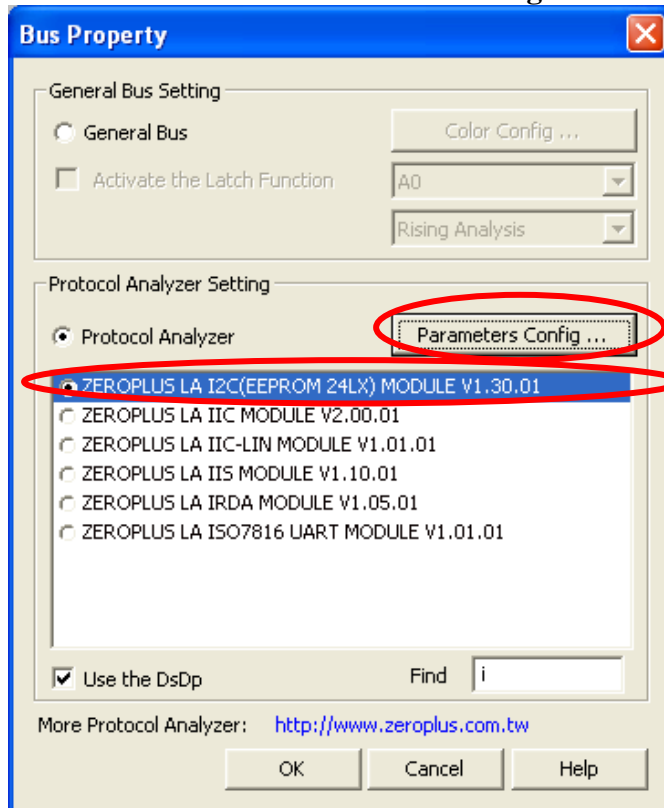 Bus Property
General Bus Setting
General Bus
Color Config ...
Activate the Latch Function
A0
Rising Analysis
Protocol Analyzer Setting
Protocol Analyzer
Parameters Config ...
ZEROPLUS LA I2C(EEPROM 24LX) MODULE V1.30.01
ZEROPLUS LA IIC MODULE V2.00.01
ZEROPLUS LA IIC-LIN MODULE V1.01.01
ZEROPLUS LA IIS MODULE V1.10.01
ZEROPLUS LA IRDA MODULE V1.05.01
ZEROPLUS LA ISO7816 UART MODULE V1.01.01
Use the DsDp
Find
i
More Protocol Analyzer: http://www.zeroplus.com.tw
OK
Cancel
Help